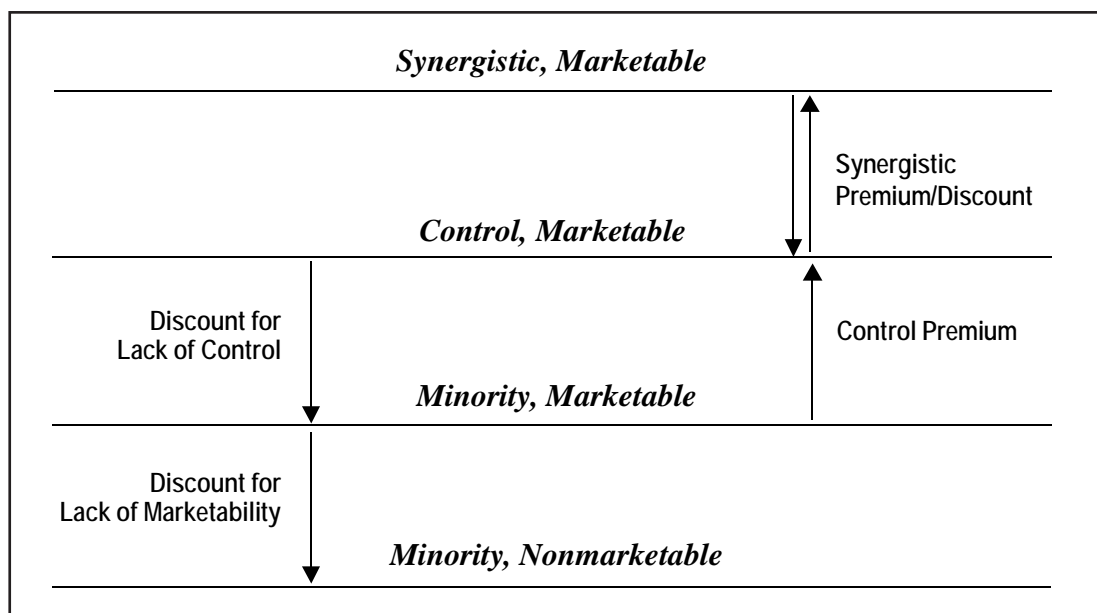 Synergistic, Marketable
Synergistic
Premium/Discount
Control, Marketable
Discount for
Lack of Control
Control Premium
Minority, Marketable
Discount for
Lack of Marketability
Minority, Nonmarketable